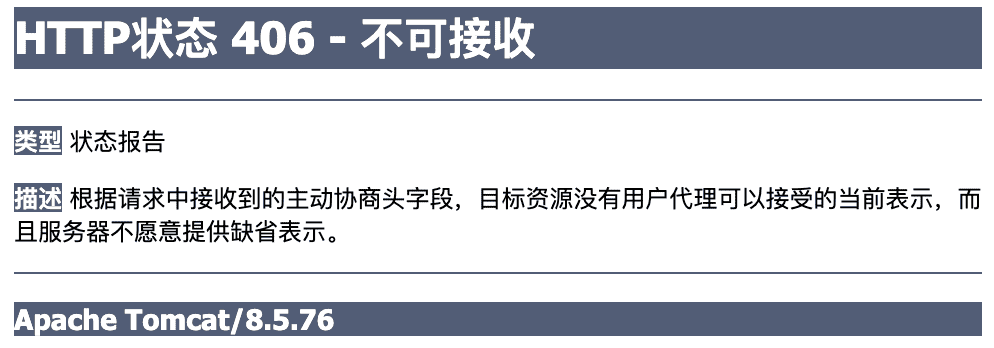 HTTP状态 406 - 不可接收
类型 状态报告
描述 根据请求中接收到的主动协商头字段，目标资源没有用户代理可以接受的当前表示，而
且服务器不愿意提供缺省表示。
Apache Tomcat/8.5.76